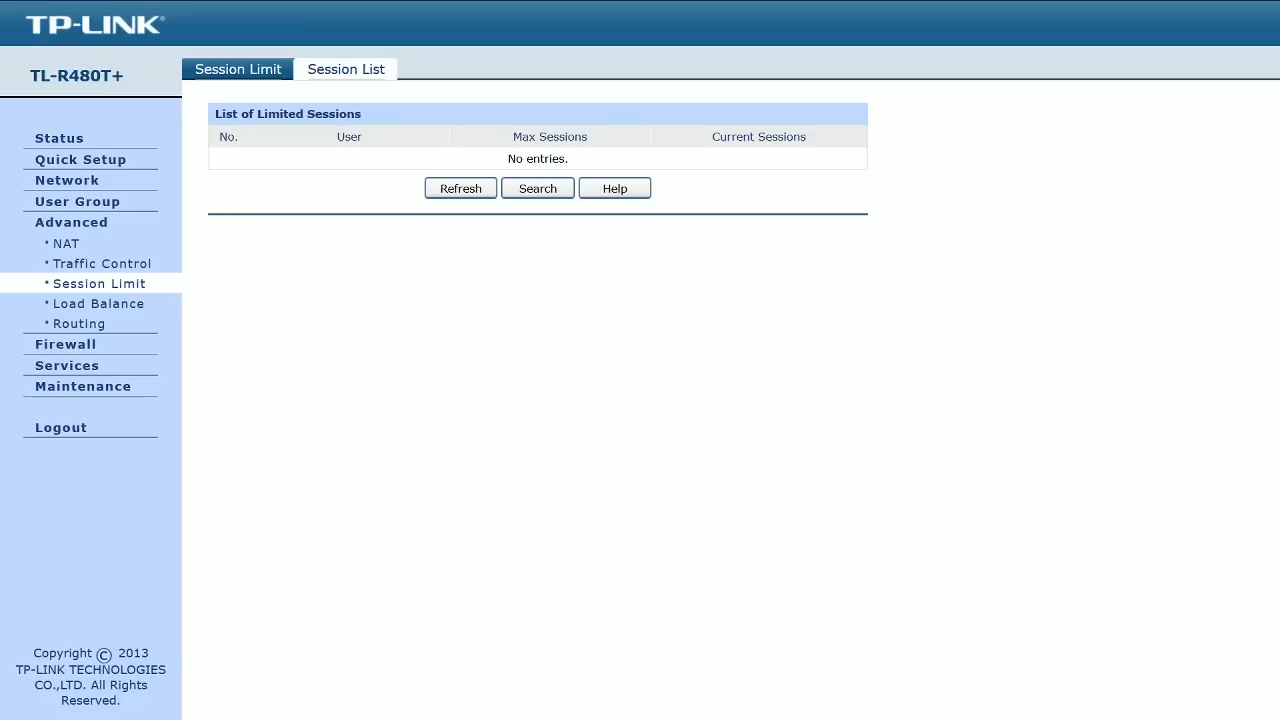 TP-LINK®
TL-R480T+
Session Limit
Session List
Status
Quick Setup
Network
User Group
Advanced
• NAT
• Traffic Control
• Session Limit
• Load Balance
• Routing
Firewall
Services
Maintenance
Logout
Copyright © 2013
TP-LINK TECHNOLOGIES
CO.,LTD. All Rights
Reserved.
List of Limited Sessions
No. User Max Sessions Current Sessions
No entries.
Refresh Search Help